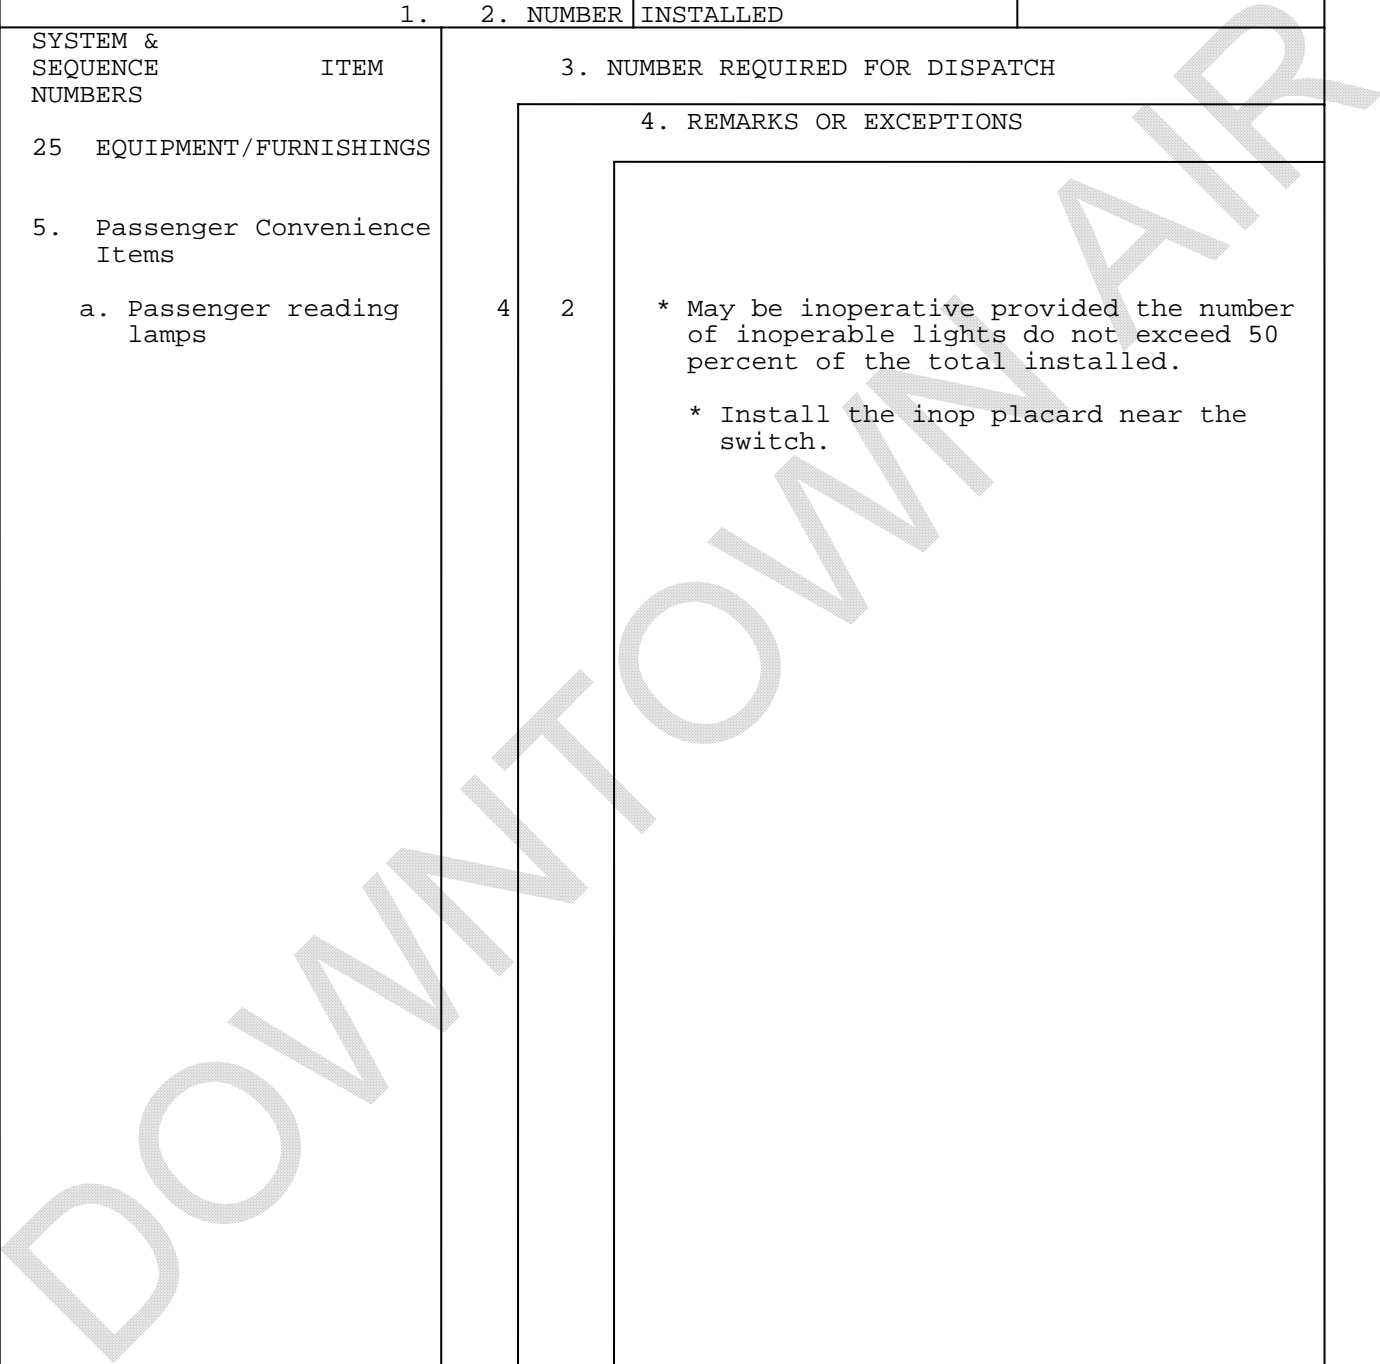 1. 2. NUMBER INSTALLED
SYSTEM &
SEQUENCE ITEM 3. NUMBER REQUIRED FOR DISPATCH
NUMBERS
4. REMARKS OR EXCEPTIONS
25 EQUIPMENT/FURNISHINGS
5. Passenger Convenience
Items
a. Passenger reading 4 2 * May be inoperative provided the number
lamps of inoperable lights do not exceed 50
percent of the total installed.
* Install the inop placard near the
switch.
DOWNTOWN AIR